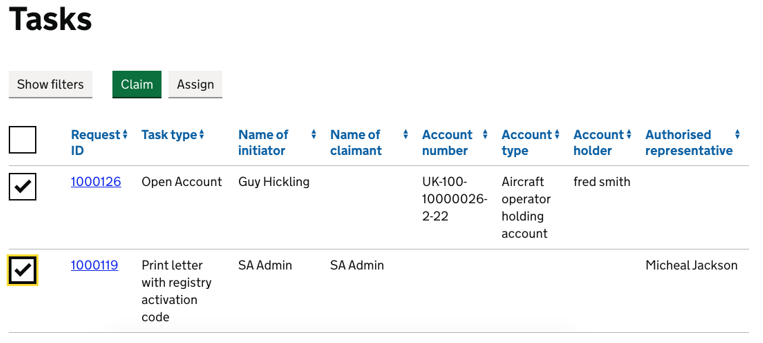 Tasks
Show filters Claim Assign
Request ID Task type Name of initiator Name of claimant Account number Account type Account holder Authorised representative
1000126 Open Account Guy Hickling UK-100-10000026-2-22 Aircraft operator holding account fred smith
1000119 Print letter with registry activation code SA Admin SA Admin Micheal Jackson